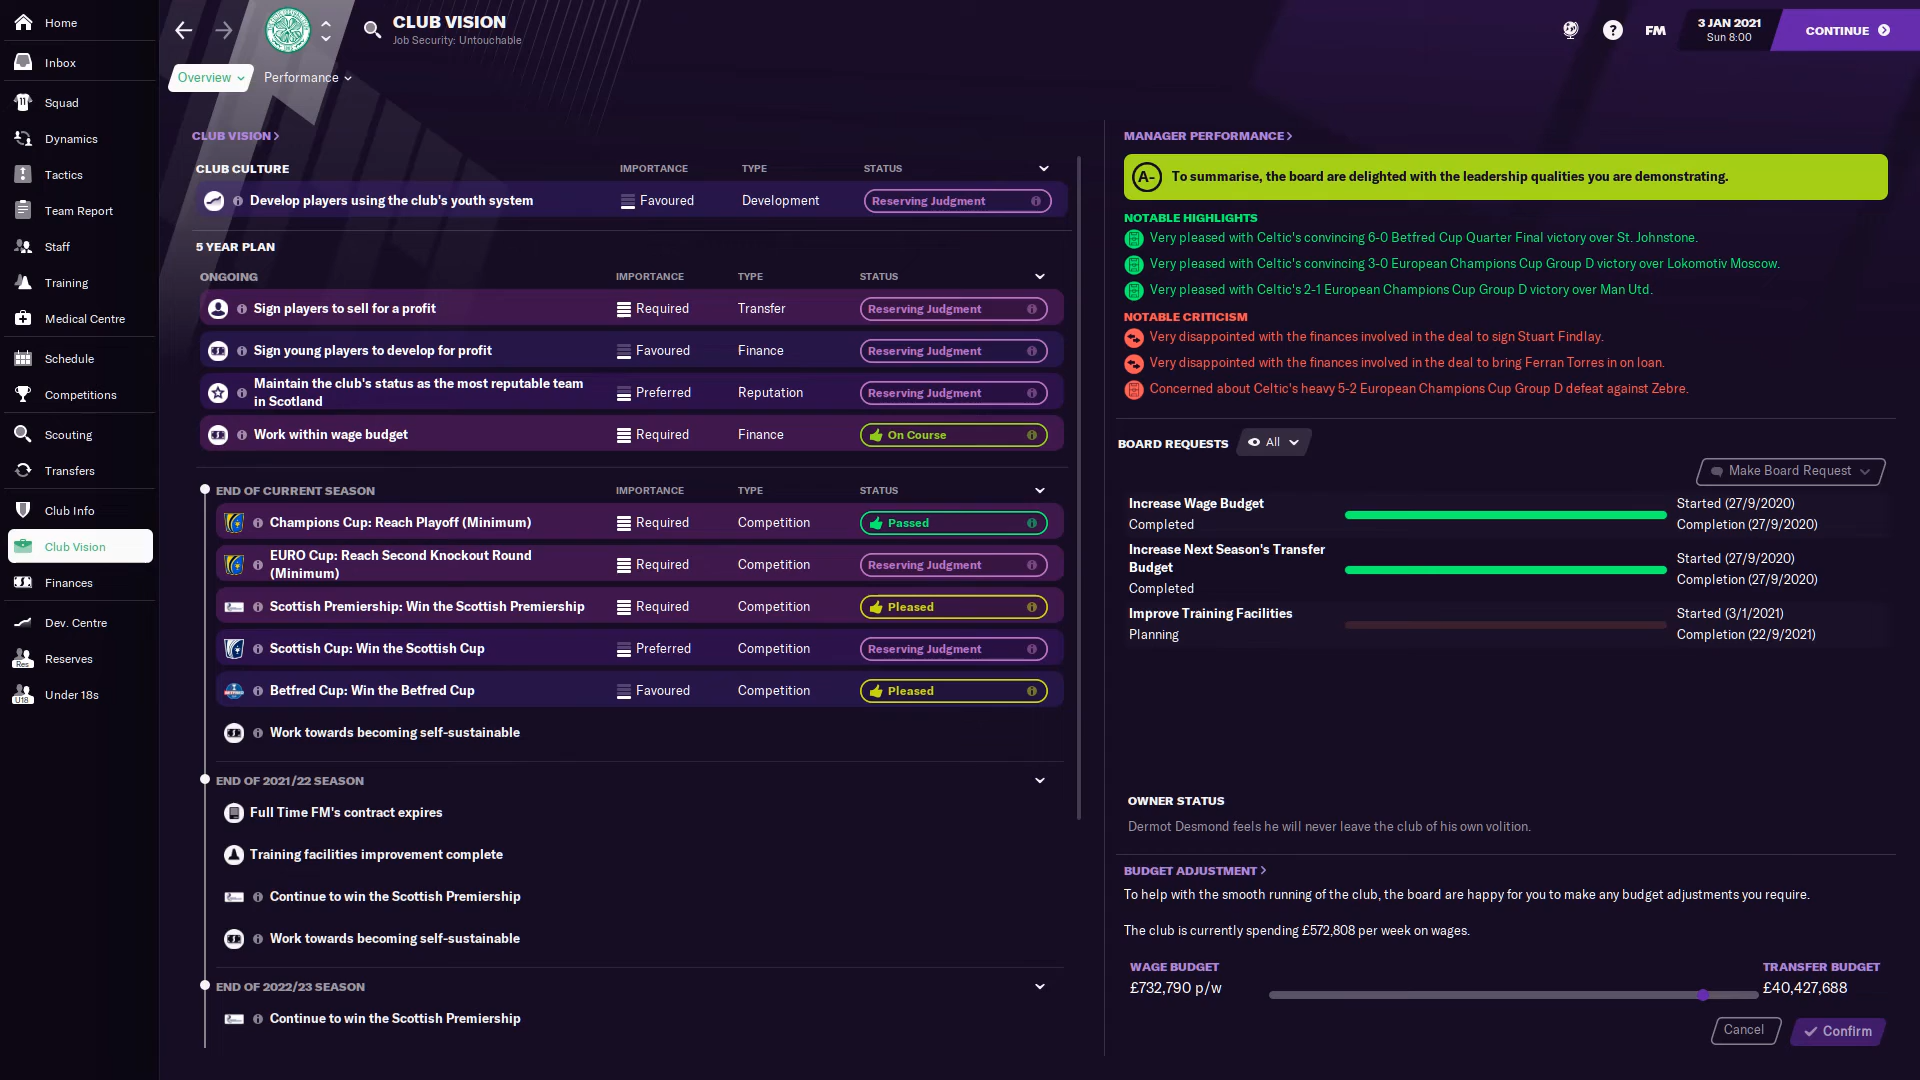 Home
Inbox
Squad
Dynamics
Tactics
Team Report
Staff
Training
Medical Centre
Schedule
Competitions
Scouting
Transfers
Club Info
Club Vision
Finances
Dev. Centre
Reserves
Under 18s
CLUB VISION
Job Security: Untouchable
FM
3 JAN 2021
Sun 8:00
CONTINUE
Overview
Performance
CLUB VISION
CLUB CULTURE IMPORTANCE TYPE STATUS
Develop players using the club's youth system Favoured Development Reserving Judgment
5 YEAR PLAN
ONGOING IMPORTANCE TYPE STATUS
Sign players to sell for a profit Required Transfer Reserving Judgment
Sign young players to develop for profit Favoured Finance Reserving Judgment
Maintain the club's status as the most reputable team
in Scotland Preferred Reputation Reserving Judgment
Work within wage budget Required Finance On Course
END OF CURRENT SEASON IMPORTANCE TYPE STATUS
Champions Cup: Reach Playoff (Minimum) Required Competition Passed
EURO Cup: Reach Second Knockout Round
(Minimum) Required Competition Reserving Judgment
Scottish Premiership: Win the Scottish Premiership Required Competition Pleased
Scottish Cup: Win the Scottish Cup Preferred Competition Reserving Judgment
Betfred Cup: Win the Betfred Cup Favoured Competition Pleased
Work towards becoming self-sustainable
END OF 2021/22 SEASON
Full Time FM's contract expires
Training facilities improvement complete
Continue to win the Scottish Premiership
Work towards becoming self-sustainable
END OF 2022/23 SEASON
Continue to win the Scottish Premiership
MANAGER PERFORMANCE
A- To summarise, the board are delighted with the leadership qualities you are demonstrating.
NOTABLE HIGHLIGHTS
Very pleased with Celtic's convincing 6-0 Betfred Cup Quarter Final victory over St. Johnstone.
Very pleased with Celtic's convincing 3-0 European Champions Cup Group D victory over Lokomotiv Moscow.
Very pleased with Celtic's 2-1 European Champions Cup Group D victory over Man Utd.
NOTABLE CRITICISM
Very disappointed with the finances involved in the deal to sign Stuart Findlay.
Very disappointed with the finances involved in the deal to bring Ferran Torres in on loan.
Concerned about Celtic's heavy 5-2 European Champions Cup Group D defeat against Zebre.
BOARD REQUESTS All
Make Board Request
Increase Wage Budget Started (27/9/2020)
Completed Completion (27/9/2020)
Increase Next Season's Transfer
Budget Started (27/9/2020)
Completed Completion (27/9/2020)
Improve Training Facilities Started (3/1/2021)
Planning Completion (22/9/2021)
OWNER STATUS
Dermot Desmond feels he will never leave the club of his own volition.
BUDGET ADJUSTMENT
To help with the smooth running of the club, the board are happy for you to make any budget adjustments you require.
The club is currently spending £572,808 per week on wages.
WAGE BUDGET TRANSFER BUDGET
£732,790 p/w £40,427,688
Cancel Confirm